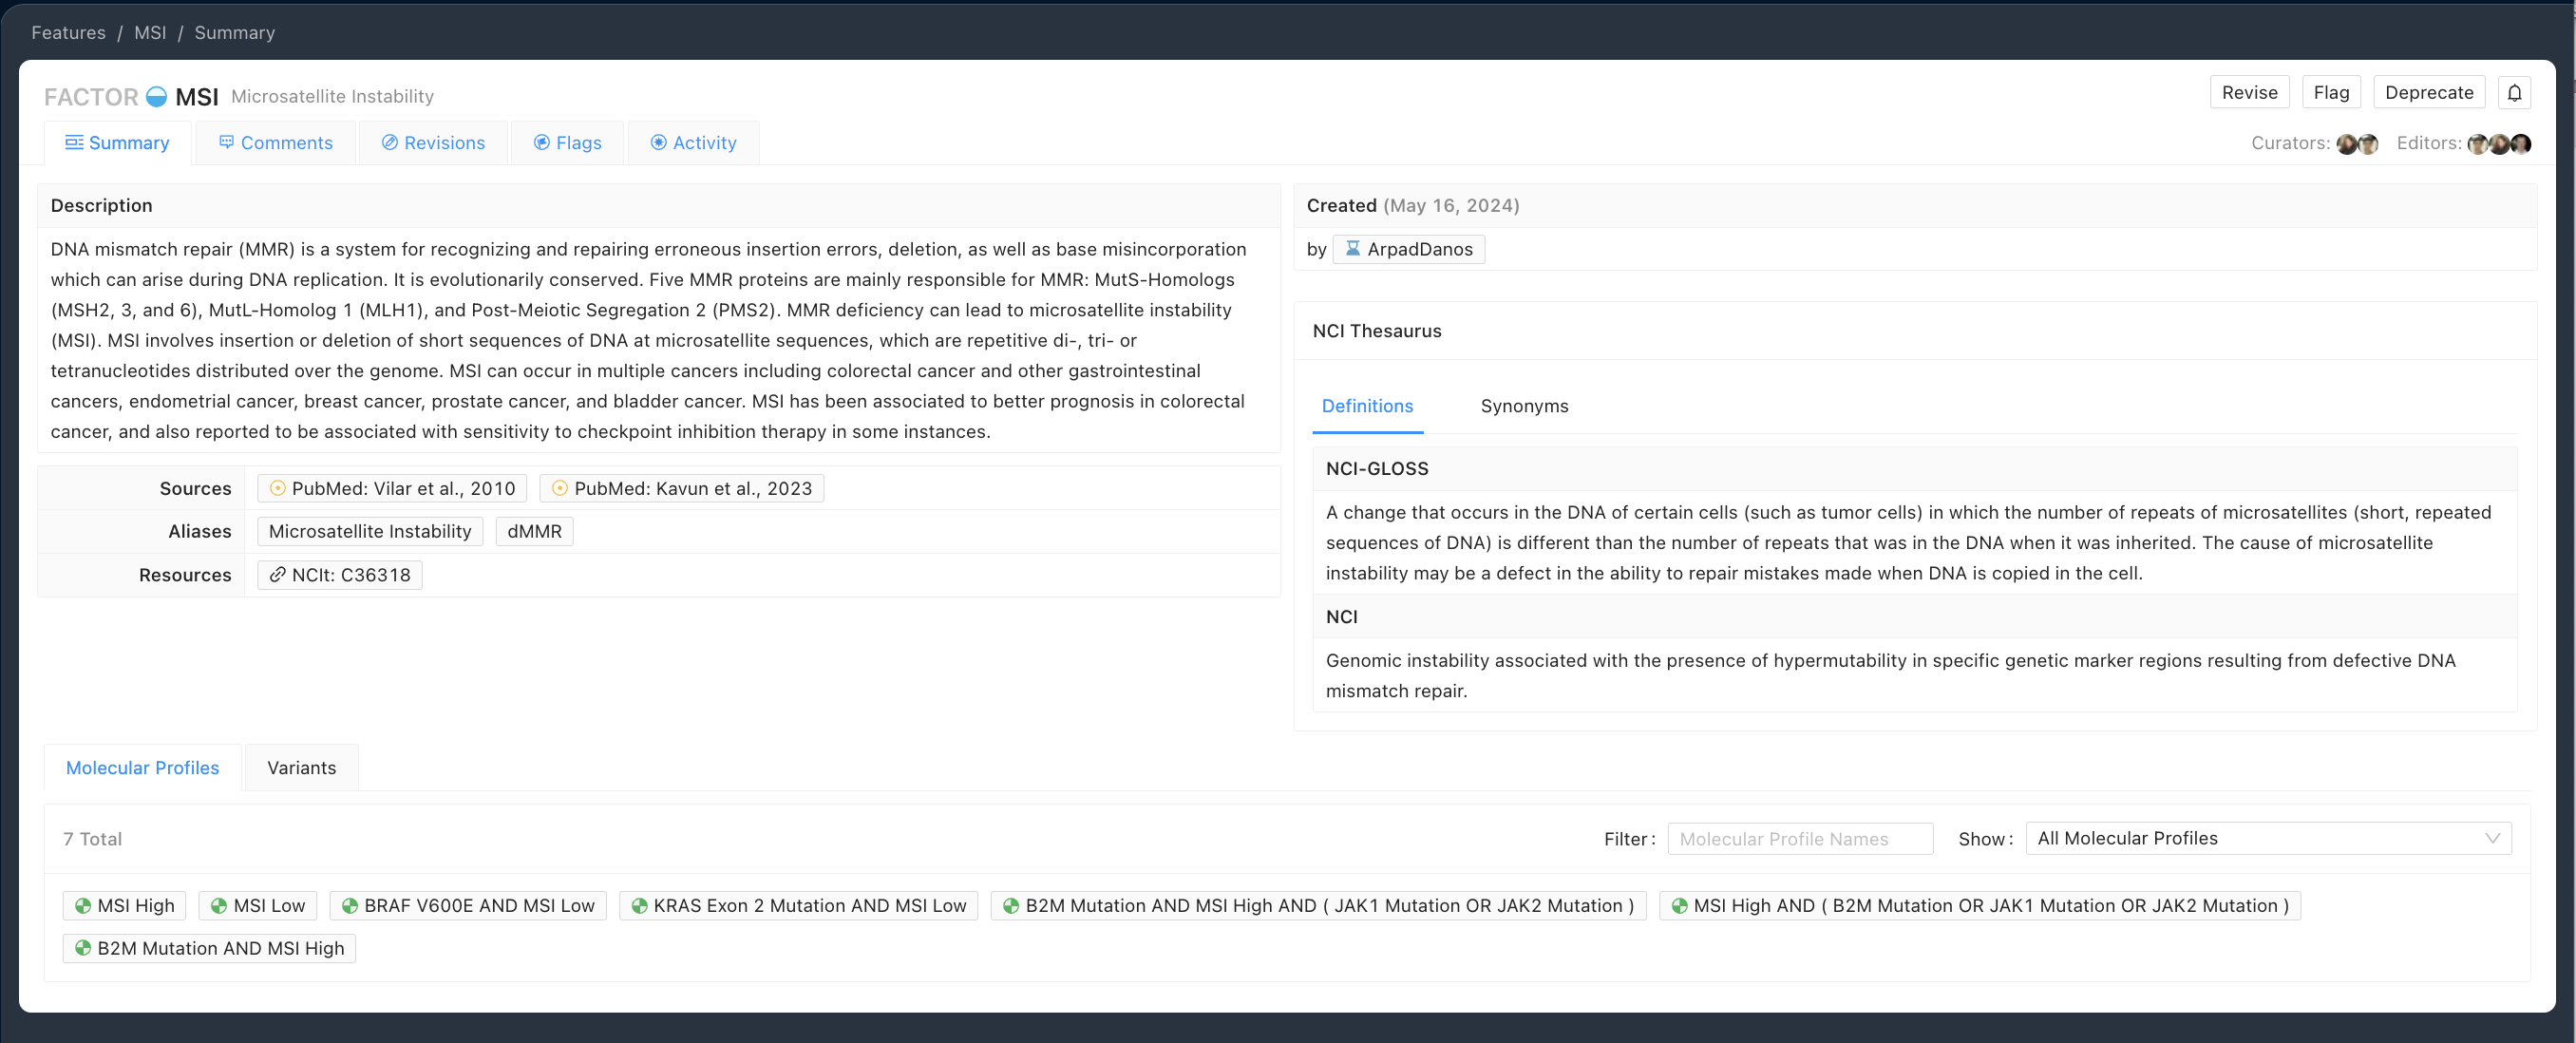 Features / MSI / Summary
FACTOR MSI Microsatellite Instability
Revise Flag Deprecate
Summary Comments Revisions Flags Activity
Curators: Editors:
Description
DNA mismatch repair (MMR) is a system for recognizing and repairing erroneous insertion errors, deletion, as well as base misincorporation
which can arise during DNA replication. It is evolutionarily conserved. Five MMR proteins are mainly responsible for MMR: MutS-Homologs
(MSH2, 3, and 6), MutL-Homolog 1 (MLH1), and Post-Meiotic Segregation 2 (PMS2). MMR deficiency can lead to microsatellite instability
(MSI). MSI involves insertion or deletion of short sequences of DNA at microsatellite sequences, which are repetitive di-, tri- or
tetranucleotides distributed over the genome. MSI can occur in multiple cancers including colorectal cancer and other gastrointestinal
cancers, endometrial cancer, breast cancer, prostate cancer, and bladder cancer. MSI has been associated to better prognosis in colorectal
cancer, and also reported to be associated with sensitivity to checkpoint inhibition therapy in some instances.
Sources PubMed: Vilar et al., 2010 PubMed: Kavun et al., 2023
Aliases Microsatellite Instability dMMR
Resources NCIt: C36318
Created (May 16, 2024)
by ArpadDanos
NCI Thesaurus
Definitions Synonyms
NCI-GLOSS
A change that occurs in the DNA of certain cells (such as tumor cells) in which the number of repeats of microsatellites (short, repeated
sequences of DNA) is different than the number of repeats that was in the DNA when it was inherited. The cause of microsatellite
instability may be a defect in the ability to repair mistakes made when DNA is copied in the cell.
NCI
Genomic instability associated with the presence of hypermutability in specific genetic marker regions resulting from defective DNA
mismatch repair.
Molecular Profiles Variants
7 Total Filter: Molecular Profile Names Show: All Molecular Profiles
MSI High MSI Low BRAF V600E AND MSI Low KRAS Exon 2 Mutation AND MSI Low B2M Mutation AND MSI High AND ( JAK1 Mutation OR JAK2 Mutation ) MSI High AND ( B2M Mutation OR JAK1 Mutation OR JAK2 Mutation )
B2M Mutation AND MSI High